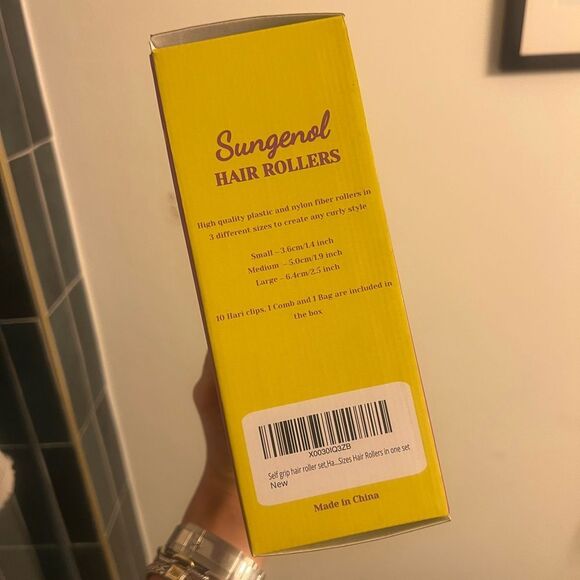 Sungenol
HAIR ROLLERS
High quality plastic and nylon fiber rollers in
3 different sizes to create any curly style
Small – 3.6cm/1.4 inch
Medium – 5.0cm/1.9 inch
Large – 6.4cm/2.5 inch
10 Hari clips, 1 Comb and 1 Bag are included in
the box
X0030IQ3ZB
Self grip hair roller set,Ha...Sizes Hair Rollers in one set
New
Made in China